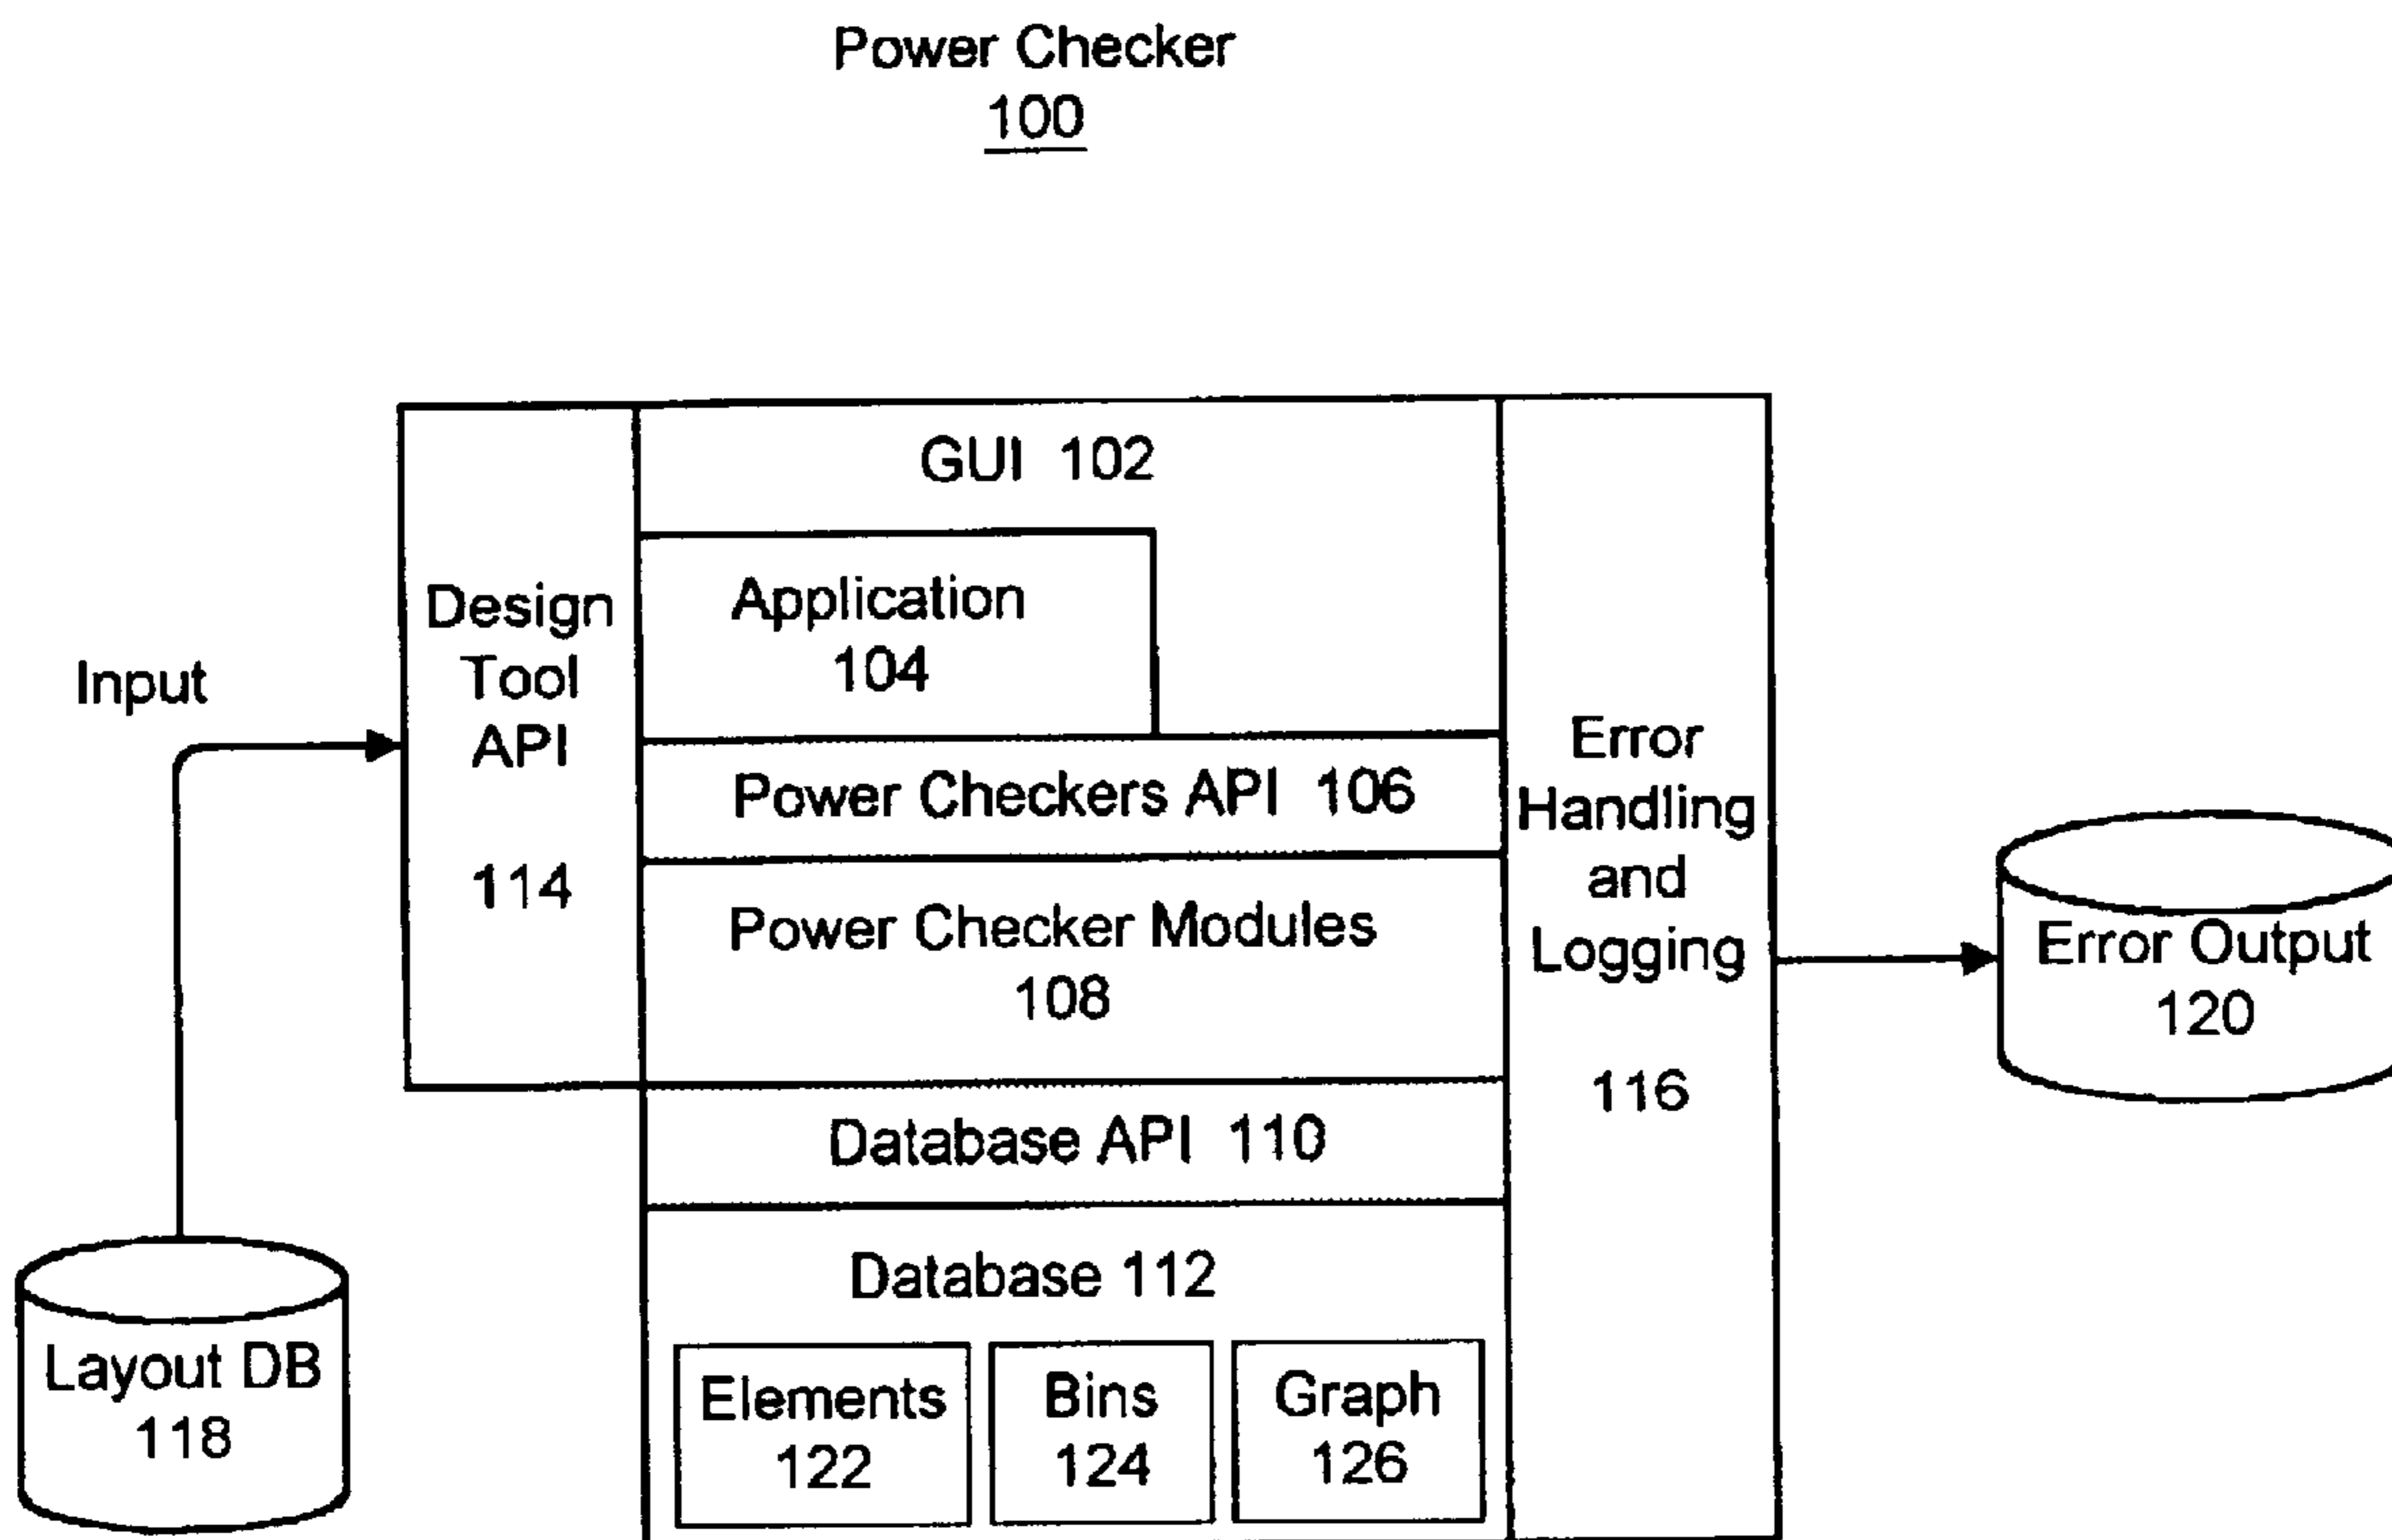 Power Checker
100
GUI 102
Application
104
Design
Tool
API
114
Input
Power Checkers API 106
Power Checker Modules
108
Error
Handling
and
Logging
116
Error Output
120
Database API 110
Database 112
Elements
122
Bins
124
Graph
126
Layout DB
118